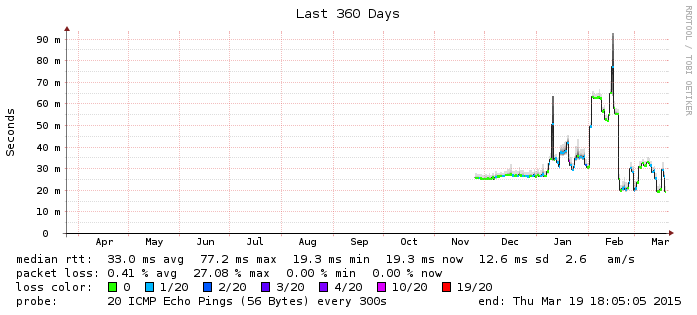 Last 360 Days
RRDTOOL / TOBI OETIKER
Seconds
90 m
80 m
70 m
60 m
50 m
40 m
30 m
20 m
10 m
0
Apr May Jun Jul Aug Sep Oct Nov Dec Jan Feb Mar
median rtt: 33.0 ms avg 77.2 ms max 19.3 ms min 19.3 ms now 12.6 ms sd 2.6 am/s
packet loss: 0.41 % avg 27.08 % max 0.00 % min 0.00 % now
loss color: 0 1/20 2/20 3/20 4/20 10/20 19/20
probe: 20 ICMP Echo Pings (56 Bytes) every 300s end: Thu Mar 19 18:05:05 2015